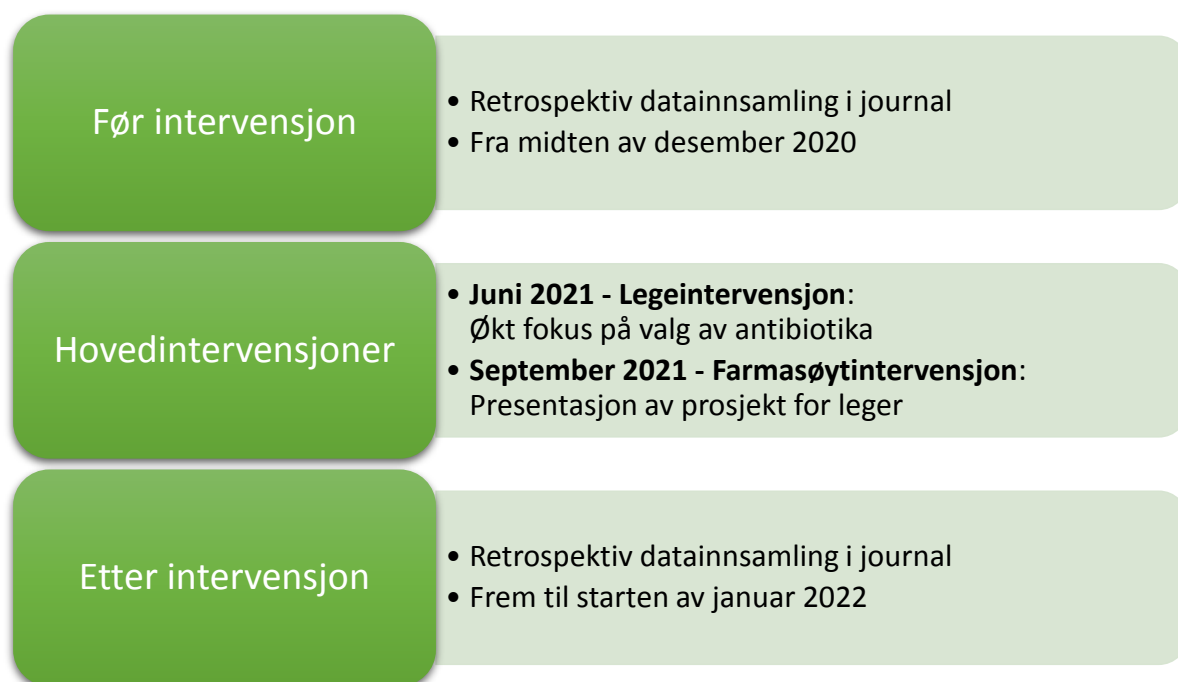 Før intervensjon
• Retrospektiv datainnsamling i journal
• Fra midten av desember 2020
Hovedintervensjoner
• Juni 2021 - Legeintervensjon:
Økt fokus på valg av antibiotika
• September 2021 - Farmasøytintervensjon:
Presentasjon av prosjekt for leger
Etter intervensjon
• Retrospektiv datainnsamling i journal
• Frem til starten av januar 2022